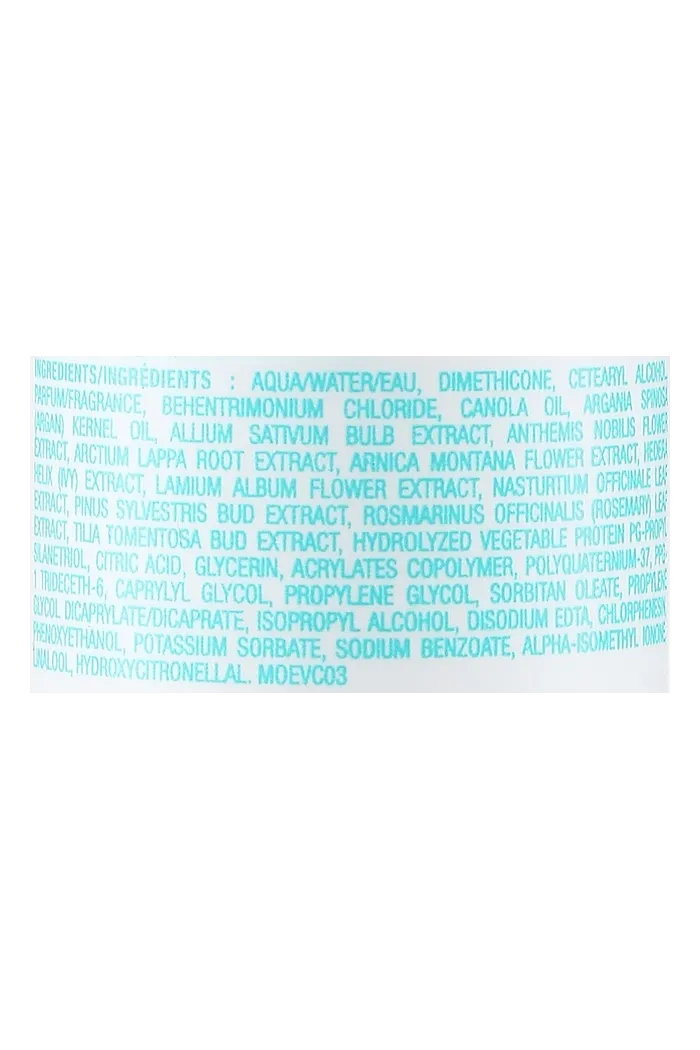 INGREDIENTS/INGRÉDIENTS : AQUA/WATER/EAU, DIMETHICONE, CETEARYL ALCOHOL,
PARFUM/FRAGRANCE, BEHENTRIMONIUM CHLORIDE, CANOLA OIL, ARGANIA SPINOSA
(ARGAN) KERNEL OIL, ALLIUM SATIVUM BULB EXTRACT, ANTHEMIS NOBILIS FLOWER
EXTRACT, ARCTIUM LAPPA ROOT EXTRACT, ARNICA MONTANA FLOWER EXTRACT, HEDERA
HELIX (IVY) EXTRACT, LAMIUM ALBUM FLOWER EXTRACT, NASTURTIUM OFFICINALE LEAF
EXTRACT, PINUS SYLVESTRIS BUD EXTRACT, ROSMARINUS OFFICINALIS (ROSEMARY) LEAF
EXTRACT, TILIA TOMENTOSA BUD EXTRACT, HYDROLYZED VEGETABLE PROTEIN PG-PROPYL
SILANETRIOL, CITRIC ACID, GLYCERIN, ACRYLATES COPOLYMER, POLYQUATERNIUM-37, PPG-
1 TRIDECETH-6, CAPRYLYL GLYCOL, PROPYLENE GLYCOL, SORBITAN OLEATE, PROPYLENE
GLYCOL DICAPRYLATE/DICAPRATE, ISOPROPYL ALCOHOL, DISODIUM EDTA, CHLORPHENESIN,
PHENOXYETHANOL, POTASSIUM SORBATE, SODIUM BENZOATE, ALPHA-ISOMETHYL IONONE,
LINALOOL, HYDROXYCITRONELLAL. MOEVC03